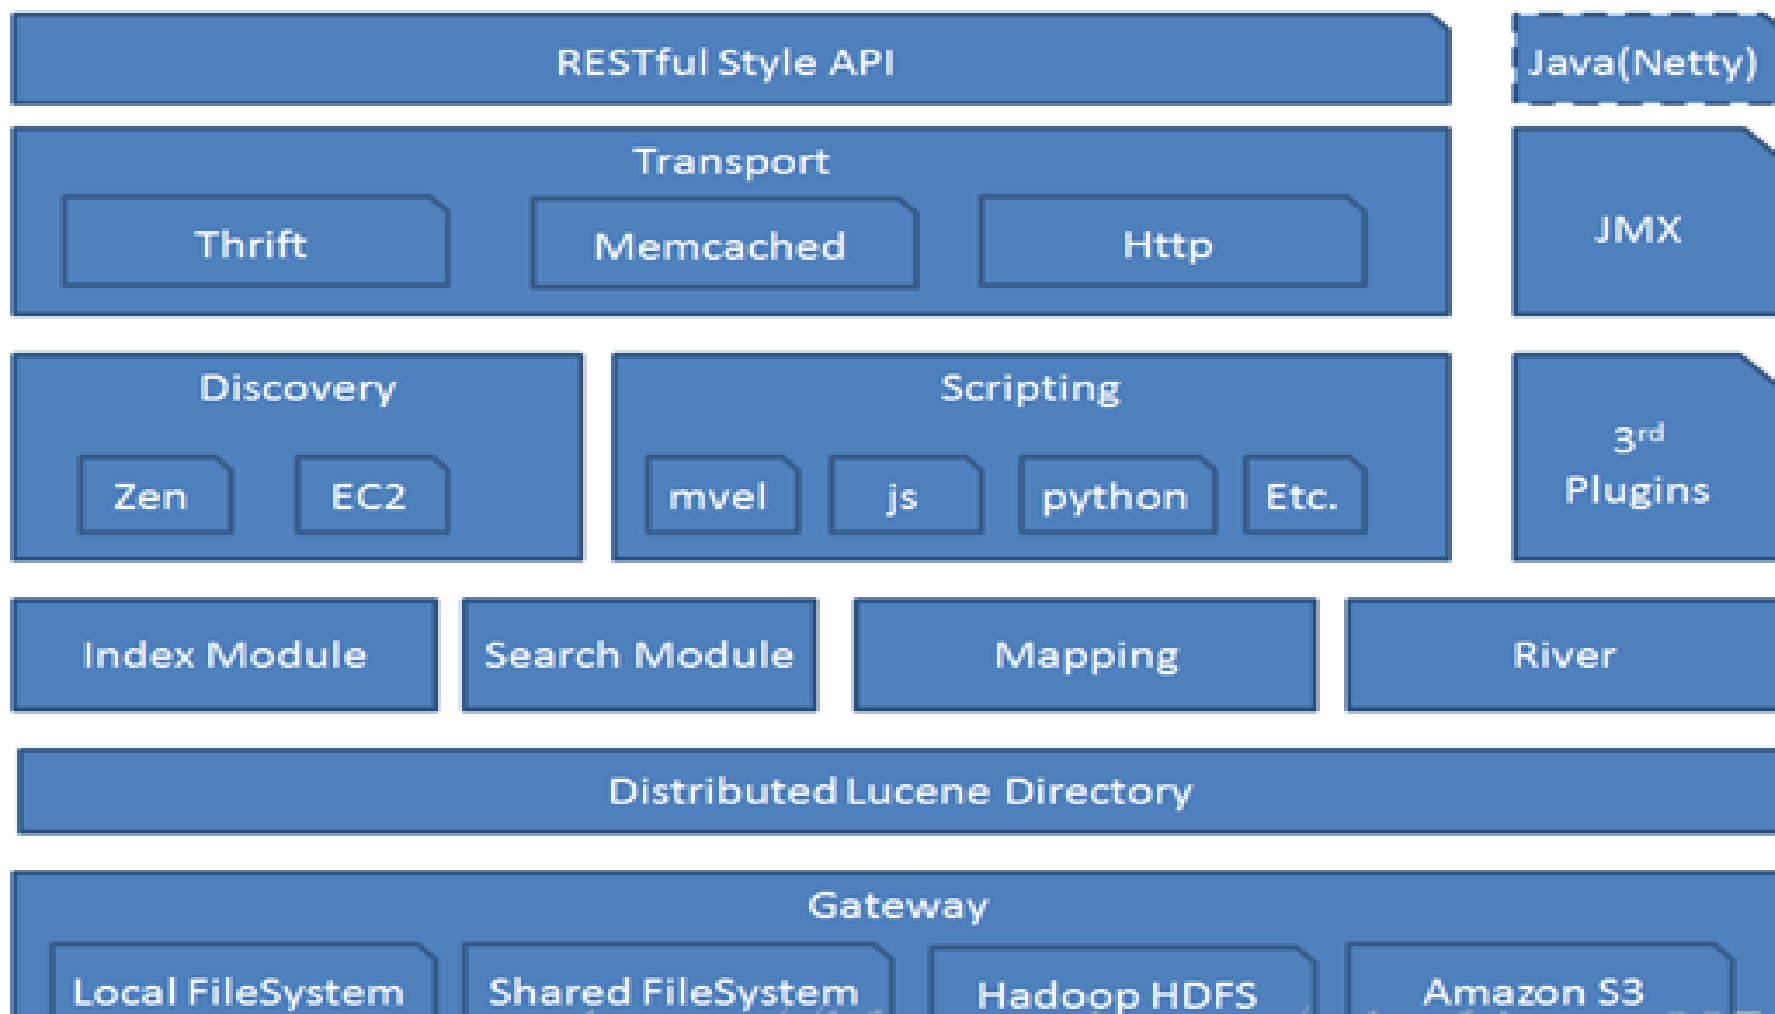 RESTful Style API
Java(Netty)
Transport
Thrift
Memcached
Http
JMX
Discovery
Zen
EC2
Scripting
mvel
js
python
Etc.
3rd
Plugins
Index Module
Search Module
Mapping
River
Distributed Lucene Directory
Gateway
Local FileSystem
Shared FileSystem
Hadoop HDFS
Amazon S3